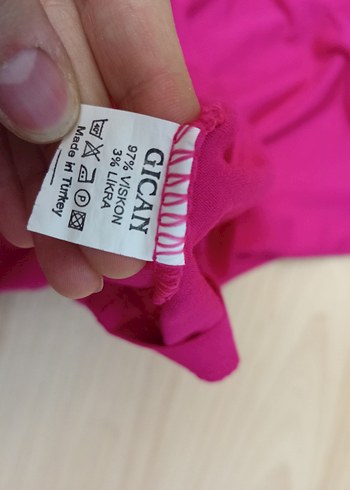 GICAN
97% VISKON
3% LIKRA
P
Made in Turkey